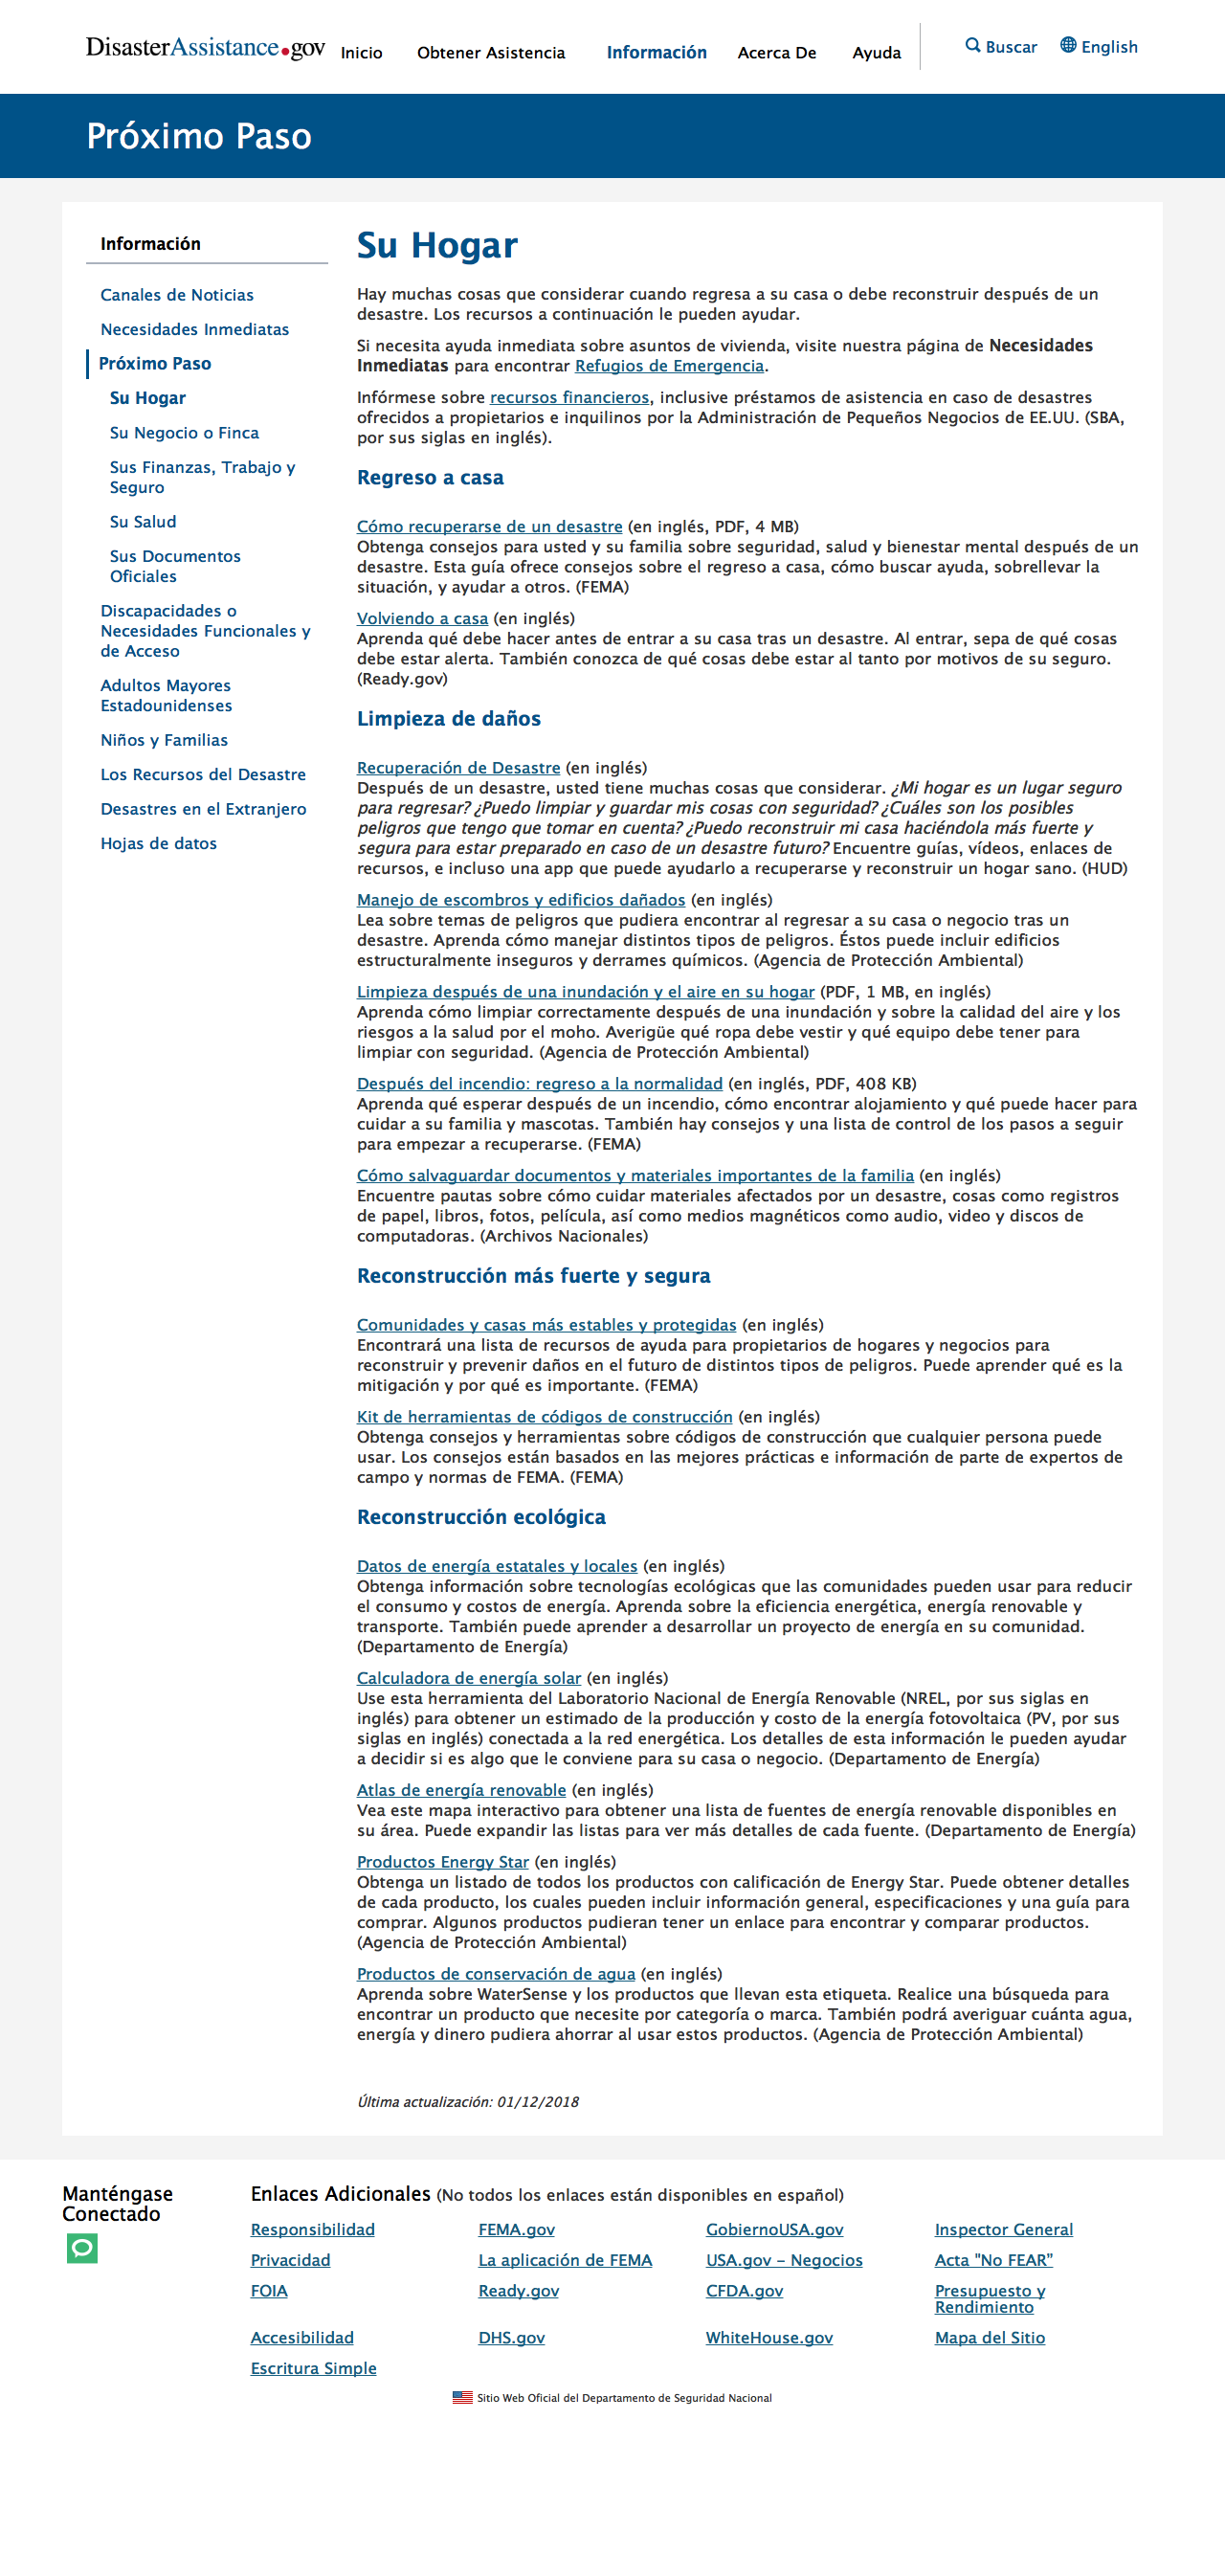 DisasterAssistance.gov
Inicio
Obtener Asistencia
Información
Acerca De
Ayuda
Buscar
English
Próximo Paso
Información
Canales de Noticias
Necesidades Inmediatas
Próximo Paso
Su Hogar
Su Negocio o Finca
Sus Finanzas, Trabajo y
Seguro
Su Salud
Sus Documentos
Oficiales
Discapacidades o
Necesidades Funcionales y
de Acceso
Adultos Mayores
Estadounidenses
Niños y Familias
Los Recursos del Desastre
Desastres en el Extranjero
Hojas de datos
Su Hogar
Hay muchas cosas que considerar cuando regresa a su casa o debe reconstruir después de un
desastre. Los recursos a continuación le pueden ayudar.
Si necesita ayuda inmediata sobre asuntos de vivienda, visite nuestra página de Necesidades
Inmediatas para encontrar Refugios de Emergencia.
Infórmese sobre recursos financieros, inclusive préstamos de asistencia en caso de desastres
ofrecidos a propietarios e inquilinos por la Administración de Pequeños Negocios de EE.UU. (SBA,
por sus siglas en inglés).
Regreso a casa
Cómo recuperarse de un desastre (en inglés, PDF, 4 MB)
Obtenga consejos para usted y su familia sobre seguridad, salud y bienestar mental después de un
desastre. Esta guía ofrece consejos sobre el regreso a casa, cómo buscar ayuda, sobrellevar la
situación, y ayudar a otros. (FEMA)
Volviendo a casa (en inglés)
Aprenda qué debe hacer antes de entrar a su casa tras un desastre. Al entrar, sepa de qué cosas
debe estar alerta. También conozca de qué cosas debe estar al tanto por motivos de su seguro.
(Ready.gov)
Limpieza de daños
Recuperación de Desastre (en inglés)
Después de un desastre, usted tiene muchas cosas que considerar. ¿Mi hogar es un lugar seguro
para regresar? ¿Puedo limpiar y guardar mis cosas con seguridad? ¿Cuáles son los posibles
peligros que tengo que tomar en cuenta? ¿Puedo reconstruir mi casa haciéndola más fuerte y
segura para estar preparado en caso de un desastre futuro? Encuentre guías, vídeos, enlaces de
recursos, e incluso una app que puede ayudarlo a recuperarse y reconstruir un hogar sano. (HUD)
Manejo de escombros y edificios dañados (en inglés)
Lea sobre temas de peligros que pudiera encontrar al regresar a su casa o negocio tras un
desastre. Aprenda cómo manejar distintos tipos de peligros. Éstos puede incluir edificios
estructuralmente inseguros y derrames químicos. (Agencia de Protección Ambiental)
Limpieza después de una inundación y el aire en su hogar (PDF, 1 MB, en inglés)
Aprenda cómo limpiar correctamente después de una inundación y sobre la calidad del aire y los
riesgos a la salud por el moho. Averigüe qué ropa debe vestir y qué equipo debe tener para
limpiar con seguridad. (Agencia de Protección Ambiental)
Después del incendio: regreso a la normalidad (en inglés, PDF, 408 KB)
Aprenda qué esperar después de un incendio, cómo encontrar alojamiento y qué puede hacer para
cuidar a su familia y mascotas. También hay consejos y una lista de control de los pasos a seguir
para empezar a recuperarse. (FEMA)
Cómo salvaguardar documentos y materiales importantes de la familia (en inglés)
Encuentre pautas sobre cómo cuidar materiales afectados por un desastre, cosas como registros
de papel, libros, fotos, película, así como medios magnéticos como audio, video y discos de
computadoras. (Archivos Nacionales)
Reconstrucción más fuerte y segura
Comunidades y casas más estables y protegidas (en inglés)
Encontrará una lista de recursos de ayuda para propietarios de hogares y negocios para
reconstruir y prevenir daños en el futuro de distintos tipos de peligros. Puede aprender qué es la
mitigación y por qué es importante. (FEMA)
Kit de herramientas de códigos de construcción (en inglés)
Obtenga consejos y herramientas sobre códigos de construcción que cualquier persona puede
usar. Los consejos están basados en las mejores prácticas e información de parte de expertos de
campo y normas de FEMA. (FEMA)
Reconstrucción ecológica
Datos de energía estatales y locales (en inglés)
Obtenga información sobre tecnologías ecológicas que las comunidades pueden usar para reducir
el consumo y costos de energía. Aprenda sobre la eficiencia energética, energía renovable y
transporte. También puede aprender a desarrollar un proyecto de energía en su comunidad.
(Departamento de Energía)
Calculadora de energía solar (en inglés)
Use esta herramienta del Laboratorio Nacional de Energía Renovable (NREL, por sus siglas en
inglés) para obtener un estimado de la producción y costo de la energía fotovoltaica (PV, por sus
siglas en inglés) conectada a la red energética. Los detalles de esta información le pueden ayudar
a decidir si es algo que le conviene para su casa o negocio. (Departamento de Energía)
Atlas de energía renovable (en inglés)
Vea este mapa interactivo para obtener una lista de fuentes de energía renovable disponibles en
su área. Puede expandir las listas para ver más detalles de cada fuente. (Departamento de Energía)
Productos Energy Star (en inglés)
Obtenga un listado de todos los productos con calificación de Energy Star. Puede obtener detalles
de cada producto, los cuales pueden incluir información general, especificaciones y una guía para
comprar. Algunos productos pudieran tener un enlace para encontrar y comparar productos.
(Agencia de Protección Ambiental)
Productos de conservación de agua (en inglés)
Aprenda sobre WaterSense y los productos que llevan esta etiqueta. Realice una búsqueda para
encontrar un producto que necesite por categoría o marca. También podrá averiguar cuánta agua,
energía y dinero pudiera ahorrar al usar estos productos. (Agencia de Protección Ambiental)
Última actualización: 01/12/2018
Manténgase
Conectado
Enlaces Adicionales (No todos los enlaces están disponibles en español)
Responsibilidad
FEMA.gov
GobiernoUSA.gov
Inspector General
Privacidad
La aplicación de FEMA
USA.gov – Negocios
Acta "No FEAR"
FOIA
Ready.gov
CFDA.gov
Presupuesto y
Rendimiento
Accesibilidad
DHS.gov
WhiteHouse.gov
Mapa del Sitio
Escritura Simple
Sitio Web Oficial del Departamento de Seguridad Nacional